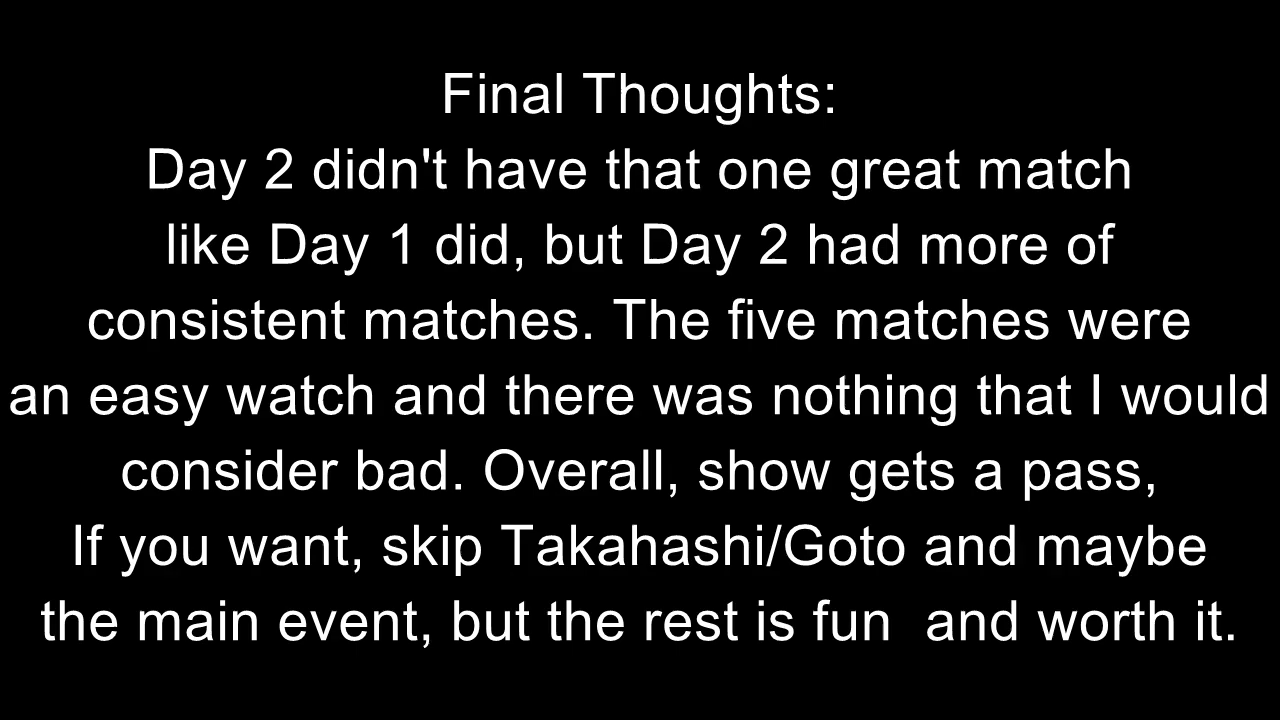 Final Thoughts:
Day 2 didn't have that one great match
like Day 1 did, but Day 2 had more of
consistent matches. The five matches were
an easy watch and there was nothing that I would
consider bad. Overall, show gets a pass,
If you want, skip Takahashi/Goto and maybe
the main event, but the rest is fun  and worth it.